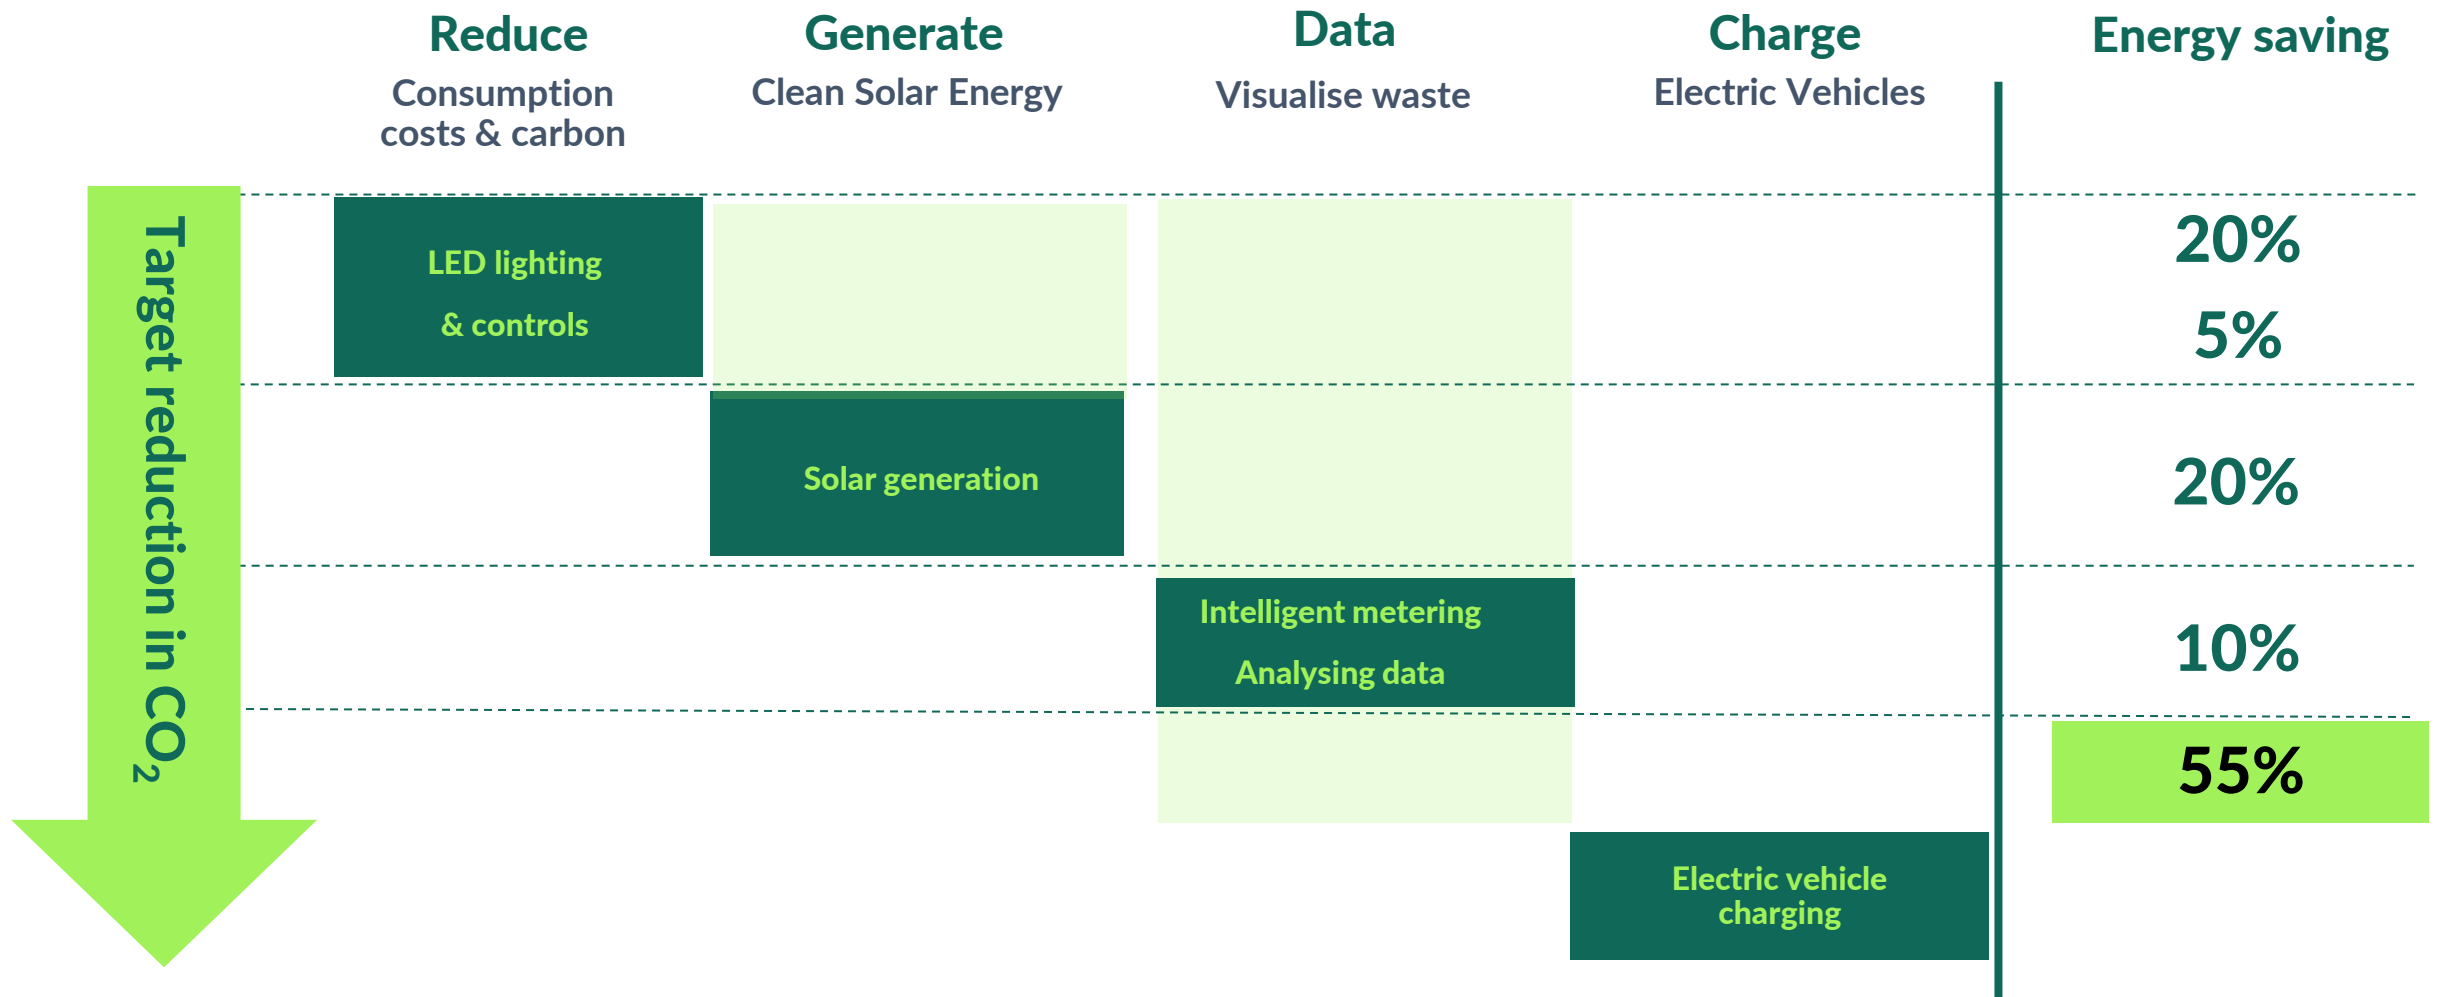 Reduce
Consumption
costs & carbon
Generate
Clean Solar Energy
Data
Visualise waste
Charge
Electric Vehicles
Energy saving
Target reduction in CO₂
LED lighting
& controls
20%
5%
Solar generation
20%
Intelligent metering
Analysing data
10%
55%
Electric vehicle
charging